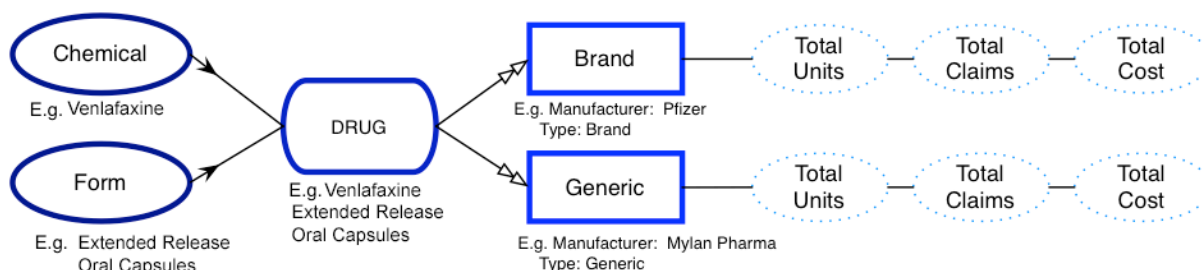 Chemical
E.g. Venlafaxine
Form
E.g. Extended Release
Oral Capsules
DRUG
E.g. Venlafaxine
Extended Release
Oral Capsules
Brand
E.g. Manufacturer: Pfizer
Type: Brand
Total
Units
Total
Claims
Total
Cost
Generic
E.g. Manufacturer: Mylan Pharma
Type: Generic
Total
Units
Total
Claims
Total
Cost